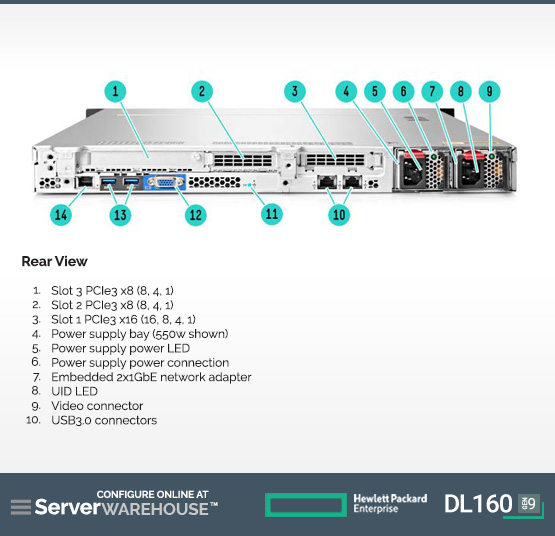 1 2 3 4 5 6 7 8 9
14 13 12 11 10
Rear View
1. Slot 3 PCIe3 x8 (8, 4, 1)
2. Slot 2 PCIe3 x8 (8, 4, 1)
3. Slot 1 PCIe3 x16 (16, 8, 4, 1)
4. Power supply bay (550w shown)
5. Power supply power LED
6. Power supply power connection
7. Embedded 2x1GbE network adapter
8. UID LED
9. Video connector
10. USB3.0 connectors
CONFIGURE ONLINE AT
ServerWAREHOUSE™
Hewlett Packard
Enterprise
DL160 GEN 9